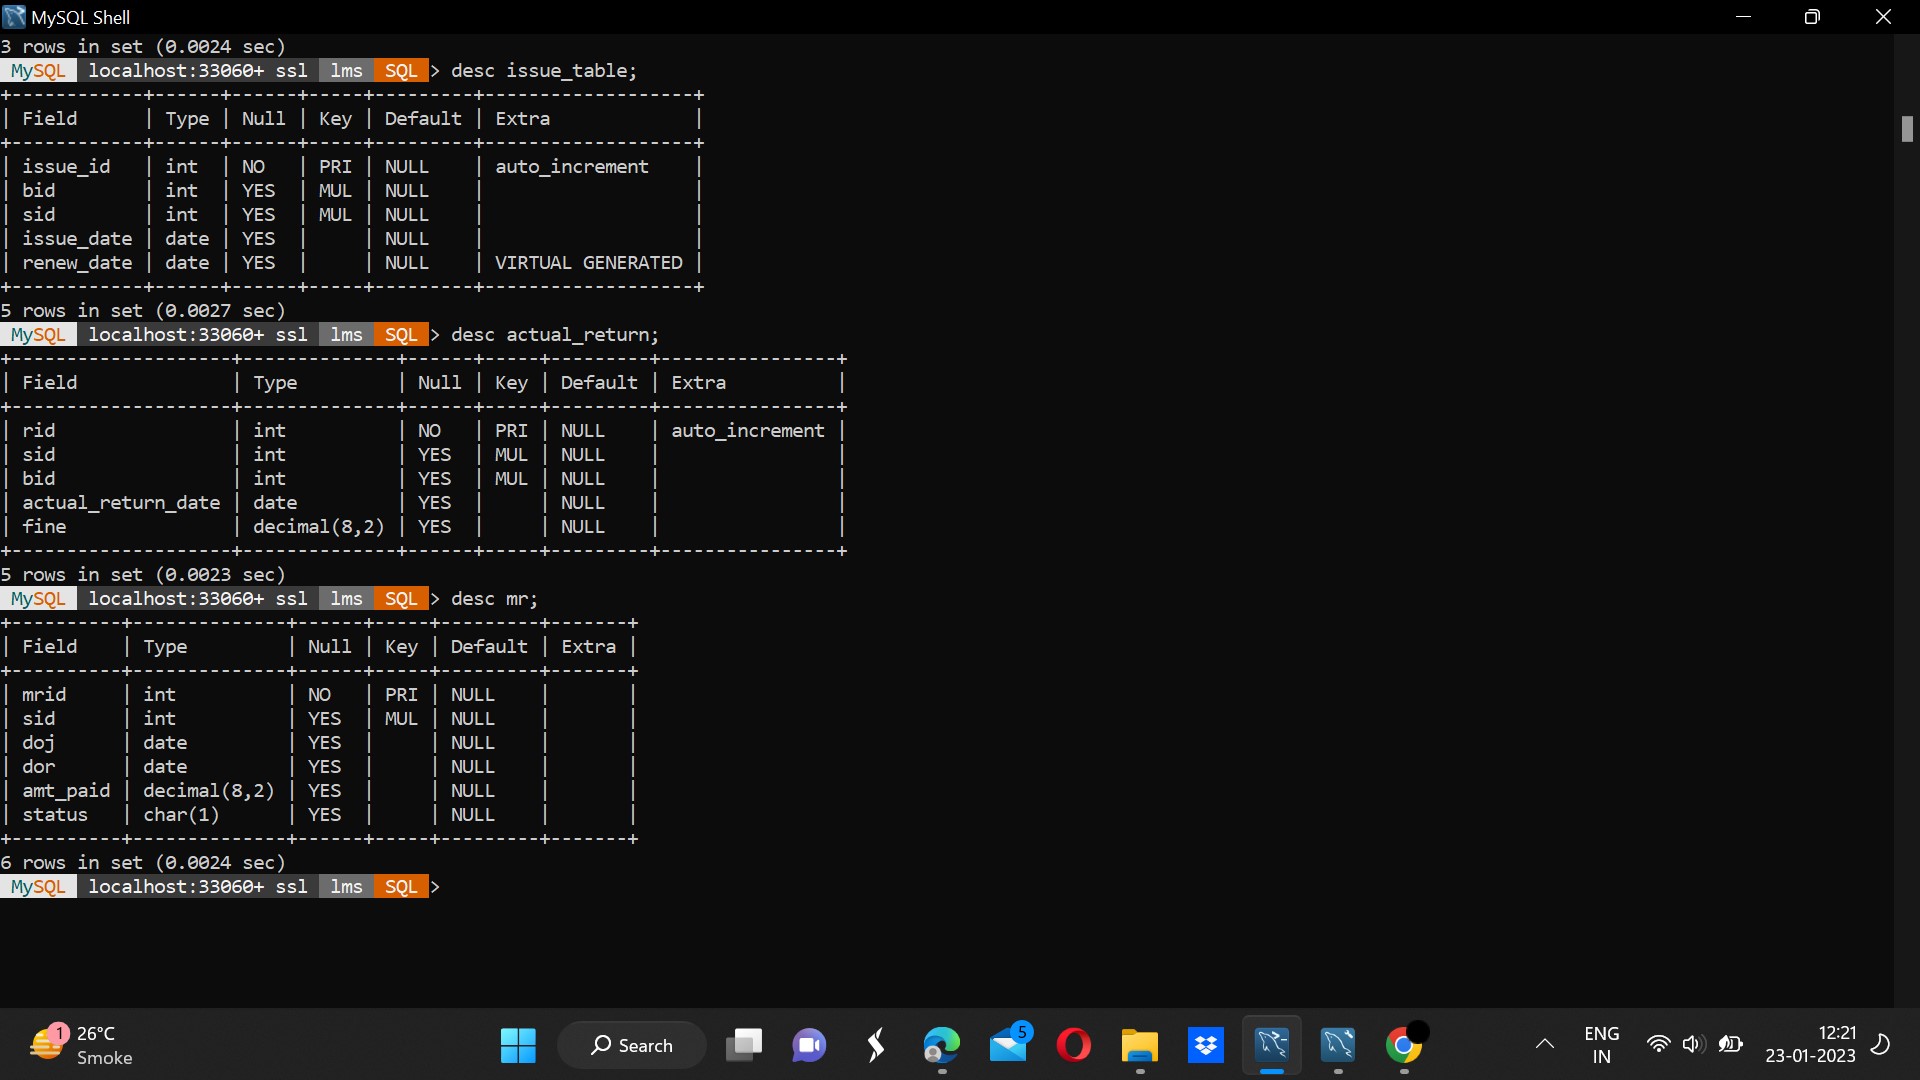 MySQL Shell
3 rows in set (0.0024 sec)
MySQL localhost:33060+ ssl lms SQL > desc issue_table;
+------------+------+------+-----+---------+-------------------+
| Field      | Type | Null | Key | Default | Extra             |
+------------+------+------+-----+---------+-------------------+
| issue_id   | int  | NO   | PRI | NULL    | auto_increment    |
| bid        | int  | YES  | MUL | NULL    |                   |
| sid        | int  | YES  | MUL | NULL    |                   |
| issue_date | date | YES  |     | NULL    |                   |
| renew_date | date | YES  |     | NULL    | VIRTUAL GENERATED |
+------------+------+------+-----+---------+-------------------+
5 rows in set (0.0027 sec)
MySQL localhost:33060+ ssl lms SQL > desc actual_return;
+--------------------+--------------+------+-----+---------+----------------+
| Field              | Type         | Null | Key | Default | Extra          |
+--------------------+--------------+------+-----+---------+----------------+
| rid                | int          | NO   | PRI | NULL    | auto_increment |
| sid                | int          | YES  | MUL | NULL    |                |
| bid                | int          | YES  | MUL | NULL    |                |
| actual_return_date | date         | YES  |     | NULL    |                |
| fine               | decimal(8,2) | YES  |     | NULL    |                |
+--------------------+--------------+------+-----+---------+----------------+
5 rows in set (0.0023 sec)
MySQL localhost:33060+ ssl lms SQL > desc mr;
+----------+--------------+------+-----+---------+-------+
| Field    | Type         | Null | Key | Default | Extra |
+----------+--------------+------+-----+---------+-------+
| mrid     | int          | NO   | PRI | NULL    |       |
| sid      | int          | YES  | MUL | NULL    |       |
| doj      | date         | YES  |     | NULL    |       |
| dor      | date         | YES  |     | NULL    |       |
| amt_paid | decimal(8,2) | YES  |     | NULL    |       |
| status   | char(1)      | YES  |     | NULL    |       |
+----------+--------------+------+-----+---------+-------+
6 rows in set (0.0024 sec)
MySQL localhost:33060+ ssl lms SQL >
1
26°C
Smoke
Search
5
ENG
IN
12:21
23-01-2023